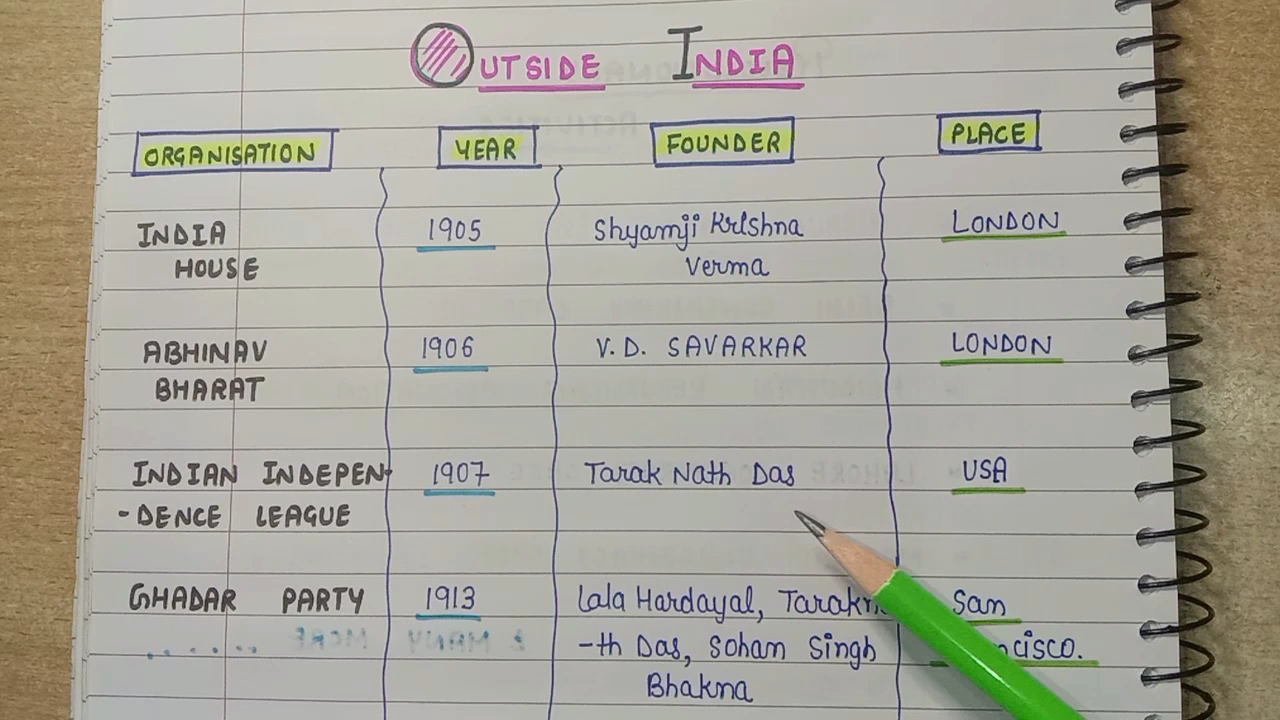 OUTSIDE INDIA
ORGANISATION YEAR FOUNDER PLACE
INDIA 1905 Shyamji Krishna LONDON
HOUSE Verma
ABHINAV 1906 V.D. SAVARKAR LONDON
BHARAT
INDIAN INDEPEN- 1907 Tarak Nath Das USA
-DENCE LEAGUE
GHADAR PARTY 1913 Lala Hardayal, San
-th Das, Sohan Singh
Bhakna